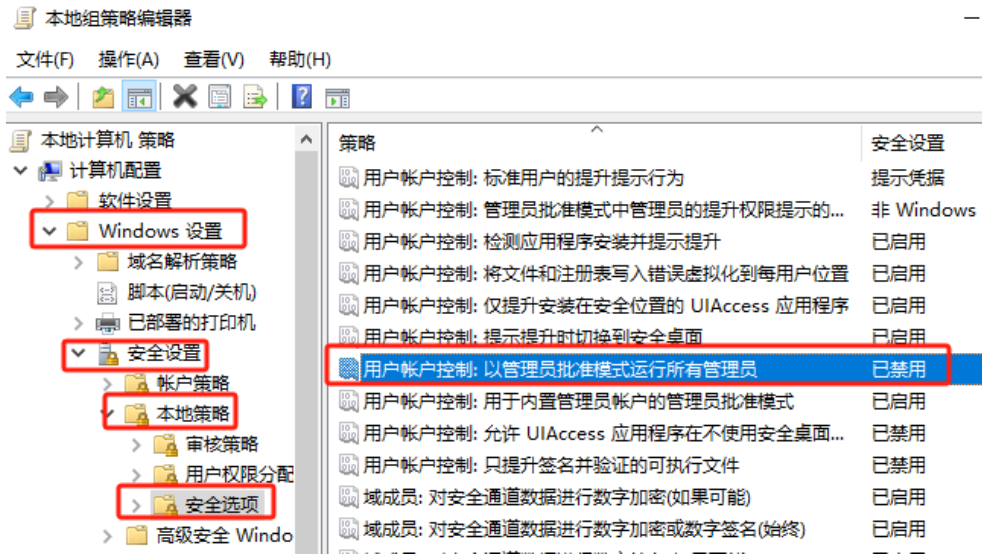 本地组策略编辑器
文件(F) 操作(A) 查看(V) 帮助(H)
本地计算机 策略
计算机配置
软件设置
Windows 设置
域名解析策略
脚本(启动/关机)
已部署的打印机
安全设置
帐户策略
本地策略
审核策略
用户权限分配
安全选项
高级安全 Windo
策略 安全设置
用户帐户控制: 标准用户的提升提示行为 提示凭据
用户帐户控制: 管理员批准模式中管理员的提升权限提示的... 非 Windows
用户帐户控制: 检测应用程序安装并提示提升 已启用
用户帐户控制: 将文件和注册表写入错误虚拟化到每用户位置 已启用
用户帐户控制: 仅提升安装在安全位置的 UIAccess 应用程序 已启用
用户帐户控制: 提示提升时切换到安全桌面 已启用
用户帐户控制: 以管理员批准模式运行所有管理员 已禁用
用户帐户控制: 用于内置管理员帐户的管理员批准模式 已启用
用户帐户控制: 允许 UIAccess 应用程序在不使用安全桌面... 已禁用
用户帐户控制: 只提升签名并验证的可执行文件 已禁用
域成员: 对安全通道数据进行数字加密(如果可能) 已启用
域成员: 对安全通道数据进行数字加密或数字签名(始终) 已启用